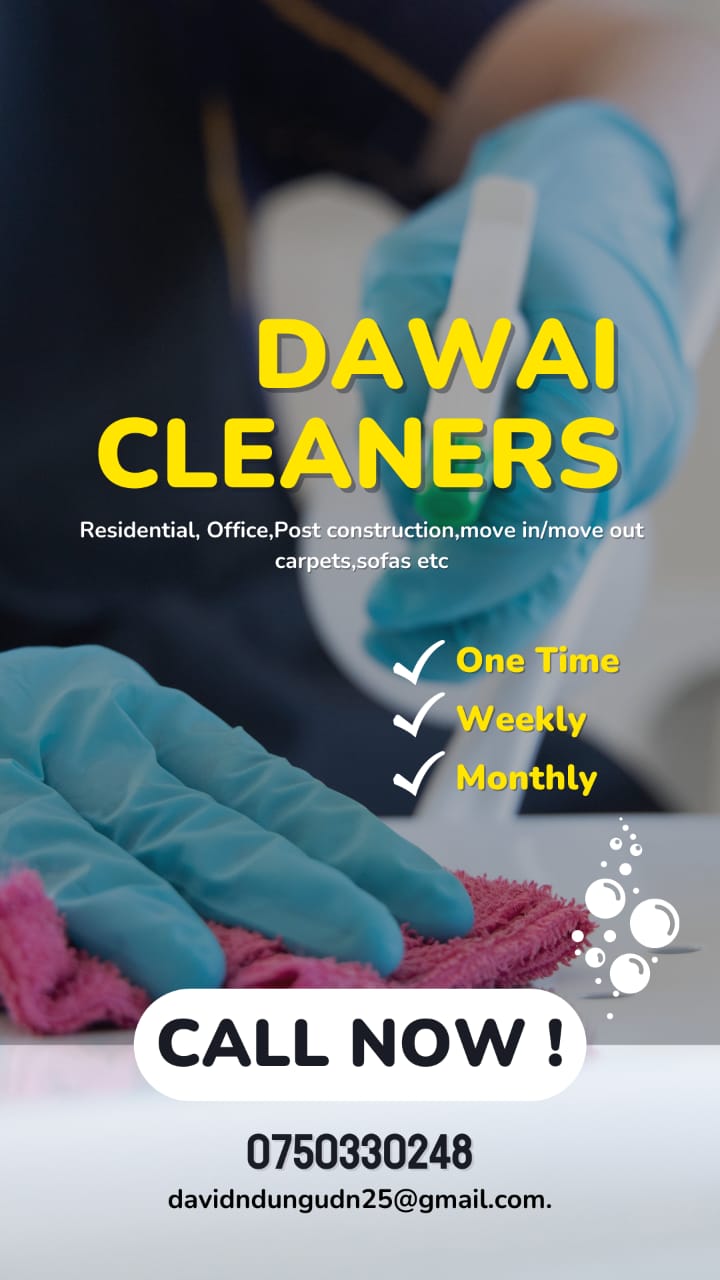 DAWAI
CLEANERS
Residential, Office,Post construction,move in/move out
carpets,sofas etc
One Time
Weekly
Monthly
CALL NOW !
0750330248
davidndungudn25@gmail.com.